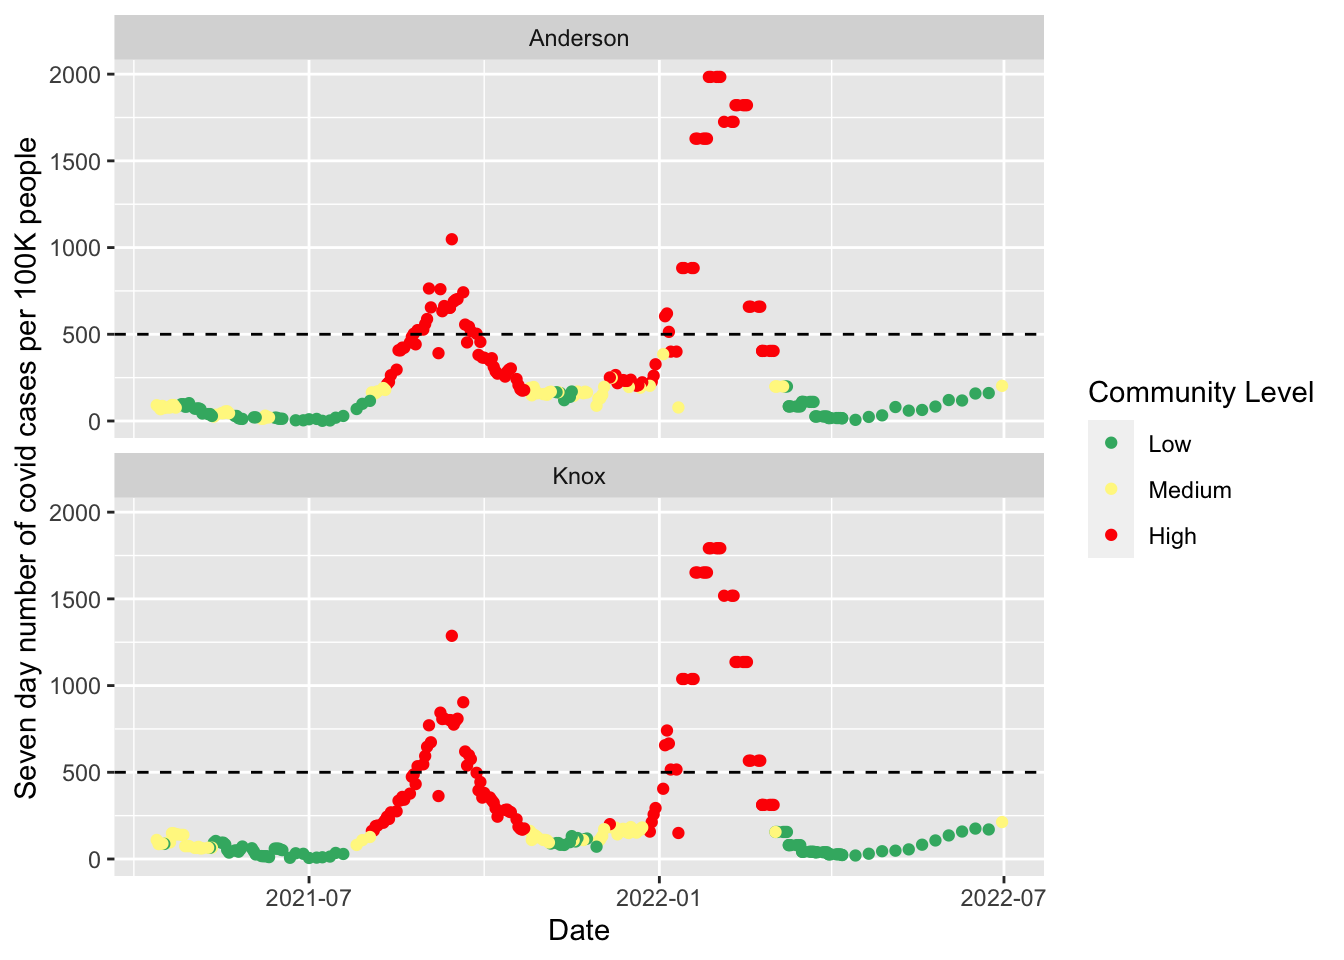 Anderson
2000
1500
1000
500
0
Knox
2000
1500
1000
500
0
2021-07
2022-01
2022-07
Date
Seven day number of covid cases per 100K people
Community Level
Low
Medium
High